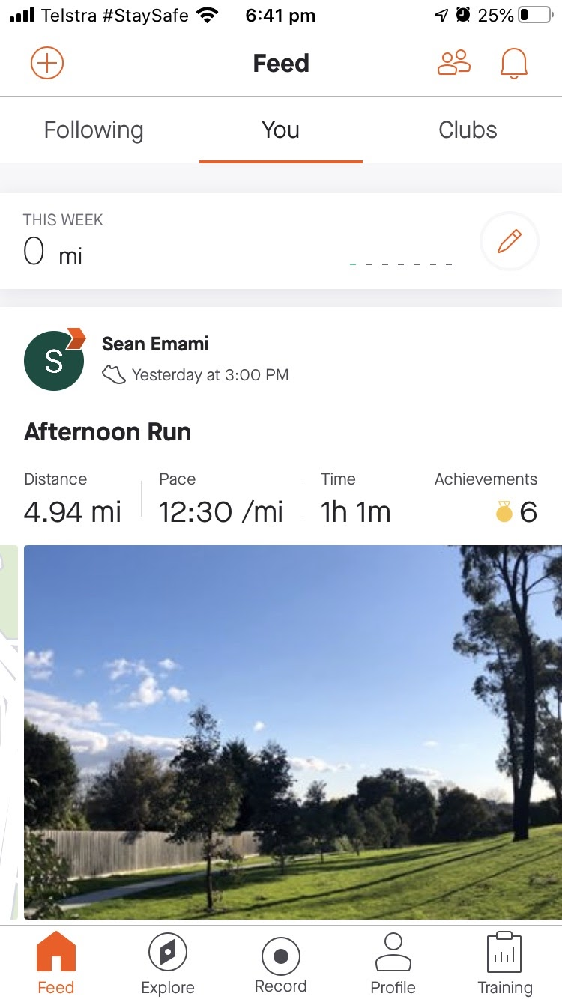 Telstra #StaySafe 6:41 pm 25%
Feed
Following You Clubs
THIS WEEK
0 mi
S
Sean Emami
Yesterday at 3:00 PM
Afternoon Run
Distance Pace Time Achievements
4.94 mi 12:30 /mi 1h 1m 6
Feed Explore Record Profile Training